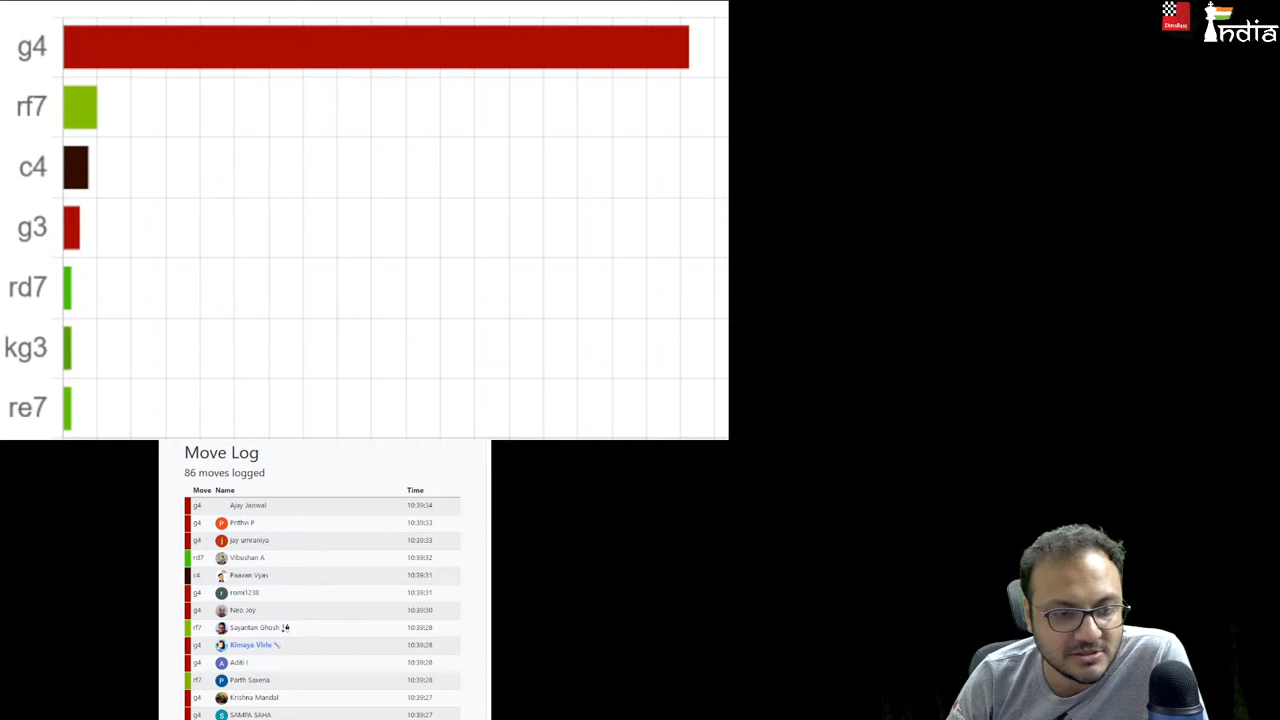 g4
rf7
c4
g3
rd7
kg3
re7
ChessBase
India
Move Log
86 moves logged
Move Name Time
g4 Ajay Jaiswal 10:39:34
g4 P Prithvi P 10:39:33
g4 j jay umraniya 10:39:33
rd7 Vibushan A 10:39:32
c4 Paavan Vyas 10:39:31
g4 r romi1238 10:39:31
g4 Neo Joy 10:39:30
rf7 Sayantan Ghosh 10:39:28
g4 Kimaya Virle 10:39:28
g4 A Aditi I 10:39:28
rf7 P Parth Saxena 10:39:28
g4 Krishna Mandal 10:39:27
g4 S SAMPA SAHA 10:39:27